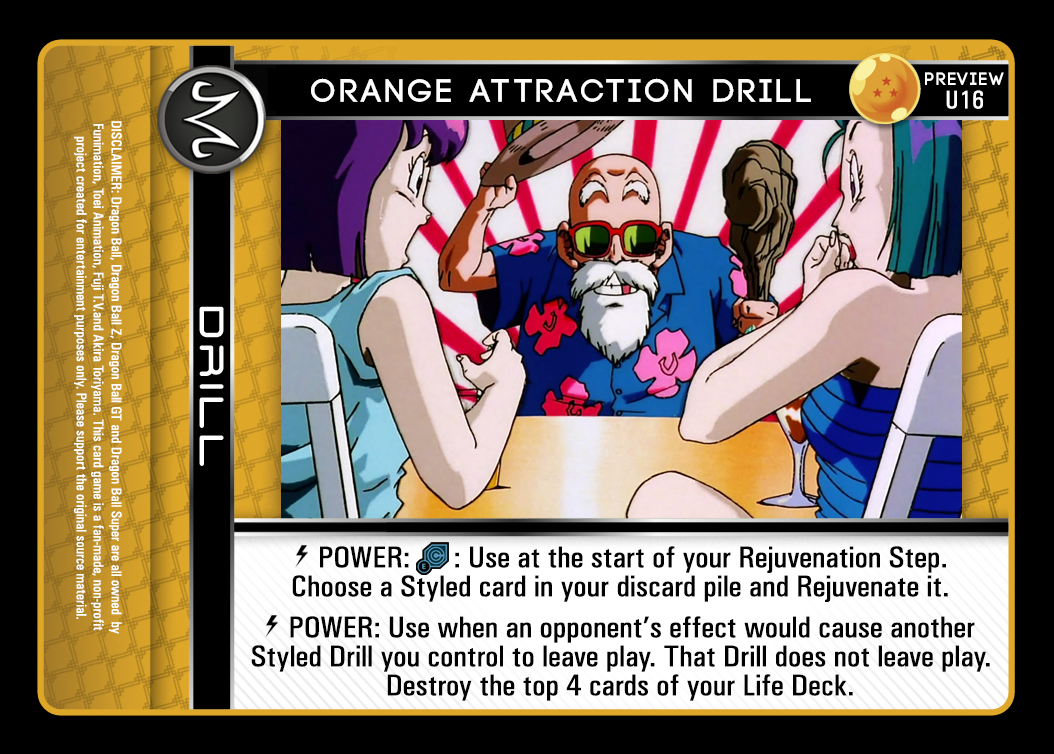 ORANGE ATTRACTION DRILL
PREVIEW
U16
DRILL
POWER: E : Use at the start of your Rejuvenation Step.
Choose a Styled card in your discard pile and Rejuvenate it.
POWER: Use when an opponent's effect would cause another
Styled Drill you control to leave play. That Drill does not leave play.
Destroy the top 4 cards of your Life Deck.
DISCLAIMER: Dragon Ball, Dragon Ball Z, Dragon Ball GT and Dragon Ball Super are all owned by
Funimation, Toei Animation, Fuji T.V.and Akira Toriyama. This card game is a fan-made, non-profit
project created for entertainment purposes only. Please support the original source material.